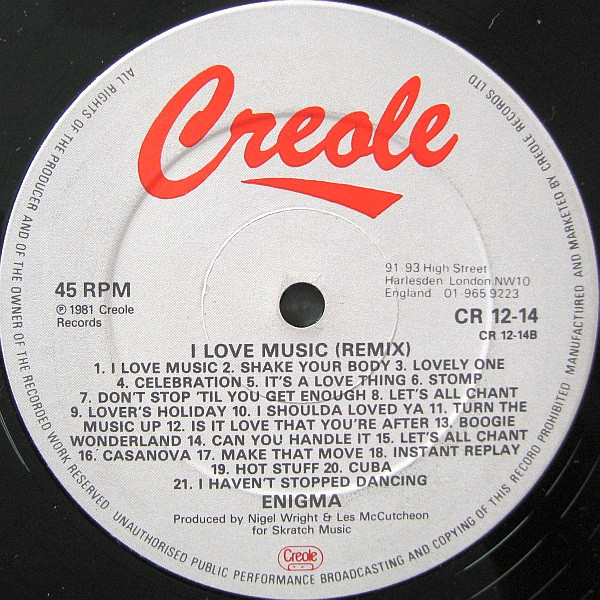 Creole
ALL RIGHTS OF THE PRODUCER AND OF THE OWNER OF THE RECORDED WORK RESERVED UNAUTHORISED PUBLIC PERFORMANCE BROADCASTING AND COPYING OF THIS RECORD PROHIBITED MANUFACTURED AND MARKETED BY CREOLE RECORDS LTD
45 RPM
℗ 1981 Creole
Records
91-93 High Street
Harlesden London NW10
England 01-965 9223
CR 12-14
CR 12-14B
I LOVE MUSIC (REMIX)
1. I LOVE MUSIC 2. SHAKE YOUR BODY 3. LOVELY ONE
4. CELEBRATION 5. IT'S A LOVE THING 6. STOMP
7. DON'T STOP 'TIL YOU GET ENOUGH 8. LET'S ALL CHANT
9. LOVER'S HOLIDAY 10. I SHOULDA LOVED YA 11. TURN THE
MUSIC UP 12. IS IT LOVE THAT YOU'RE AFTER 13. BOOGIE
WONDERLAND 14. CAN YOU HANDLE IT 15. LET'S ALL CHANT
16. CASANOVA 17. MAKE THAT MOVE 18. INSTANT REPLAY
19. HOT STUFF 20. CUBA
21. I HAVEN'T STOPPED DANCING
ENIGMA
Produced by Nigel Wright & Les McCutcheon
for Skratch Music
Creole